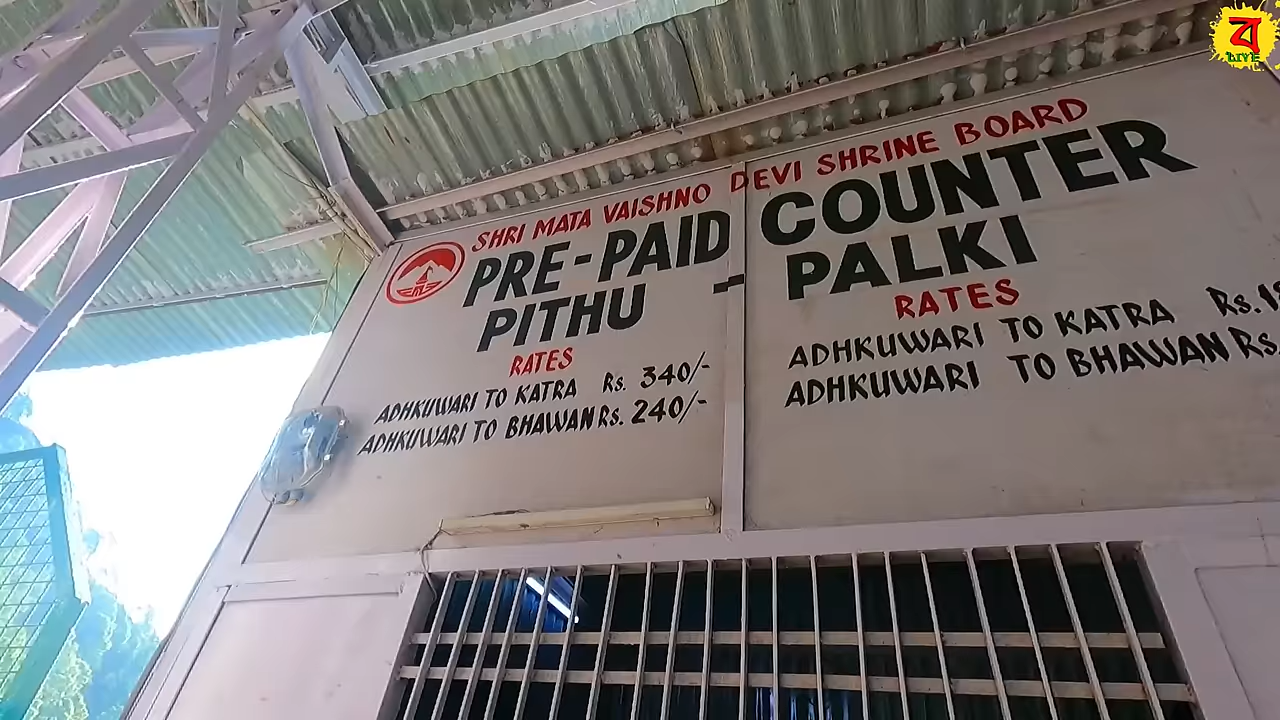 SHRI MATA VAISHNO DEVI SHRINE BOARD
PRE-PAID COUNTER
PITHU - PALKI
RATES
ADHKUWARI TO KATRA Rs. 340/-
ADHKUWARI TO BHAWAN Rs. 240/-
RATES
ADHKUWARI TO KATRA Rs.
ADHKUWARI TO BHAWAN Rs.